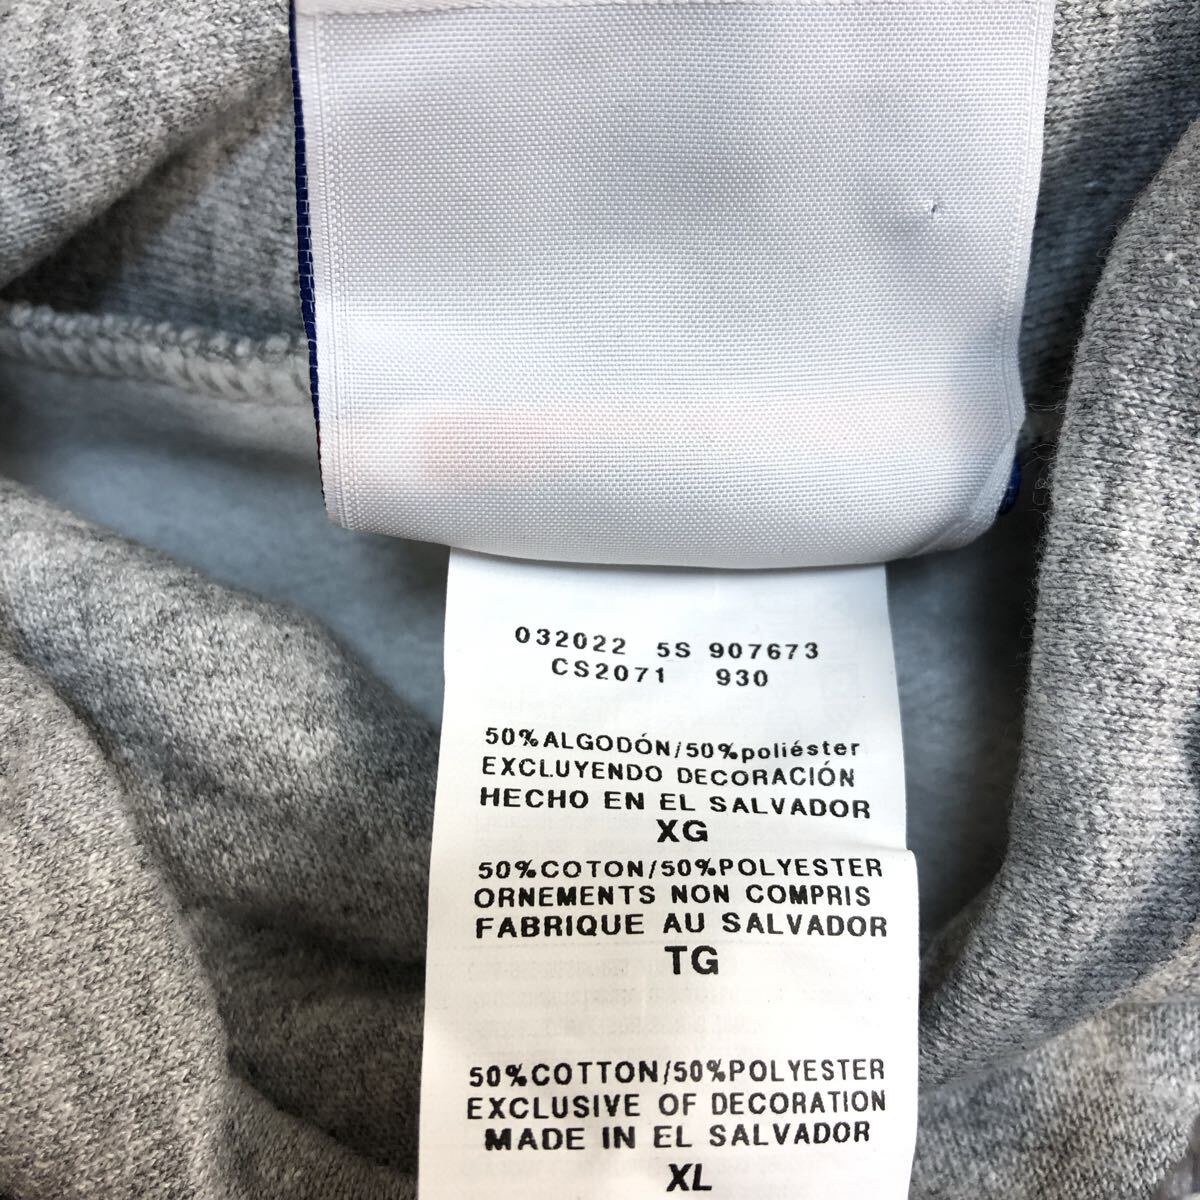 032022 5S 907673
CS2071 930
50%ALGODÓN/50%poliéster
EXCLUYENDO DECORACIÓN
HECHO EN EL SALVADOR
XG
50%COTON/50%POLYESTER
ORNEMENTS NON COMPRIS
FABRIQUE AU SALVADOR
TG
50%COTTON/50%POLYESTER
EXCLUSIVE OF DECORATION
MADE IN EL SALVADOR
XL